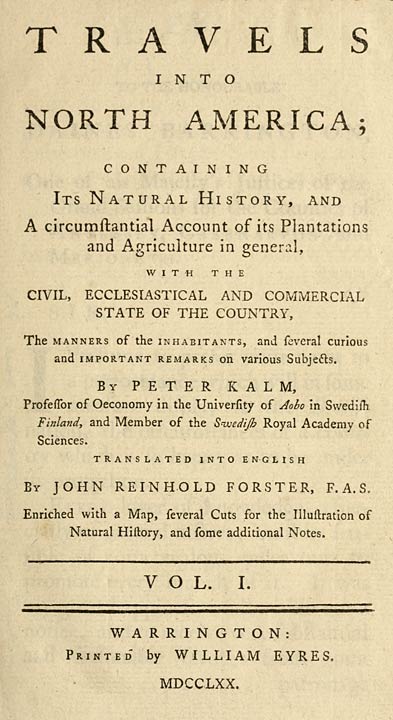 TRAVELS
INTO
NORTH AMERICA;
CONTAINING
ITS NATURAL HISTORY, AND
A circumſtantial Account of its Plantations
and Agriculture in general,
WITH THE
CIVIL, ECCLESIASTICAL AND COMMERCIAL
STATE OF THE COUNTRY,
The MANNERS of the INHABITANTS, and ſeveral curious
and IMPORTANT REMARKS on various Subjects.
BY PETER KALM,
Profeſſor of Oeconomy in the Univerſity of Aobo in Swediſh
Finland, and Member of the Swediſh Royal Academy of
Sciences.
TRANSLATED INTO ENGLISH
BY JOHN REINHOLD FORSTER, F.A.S.
Enriched with a Map, ſeveral Cuts for the Illuſtration of
Natural Hiſtory, and ſome additional Notes.
VOL. I.
WARRINGTON:
PRINTED by WILLIAM EYRES.
MDCCLXX.